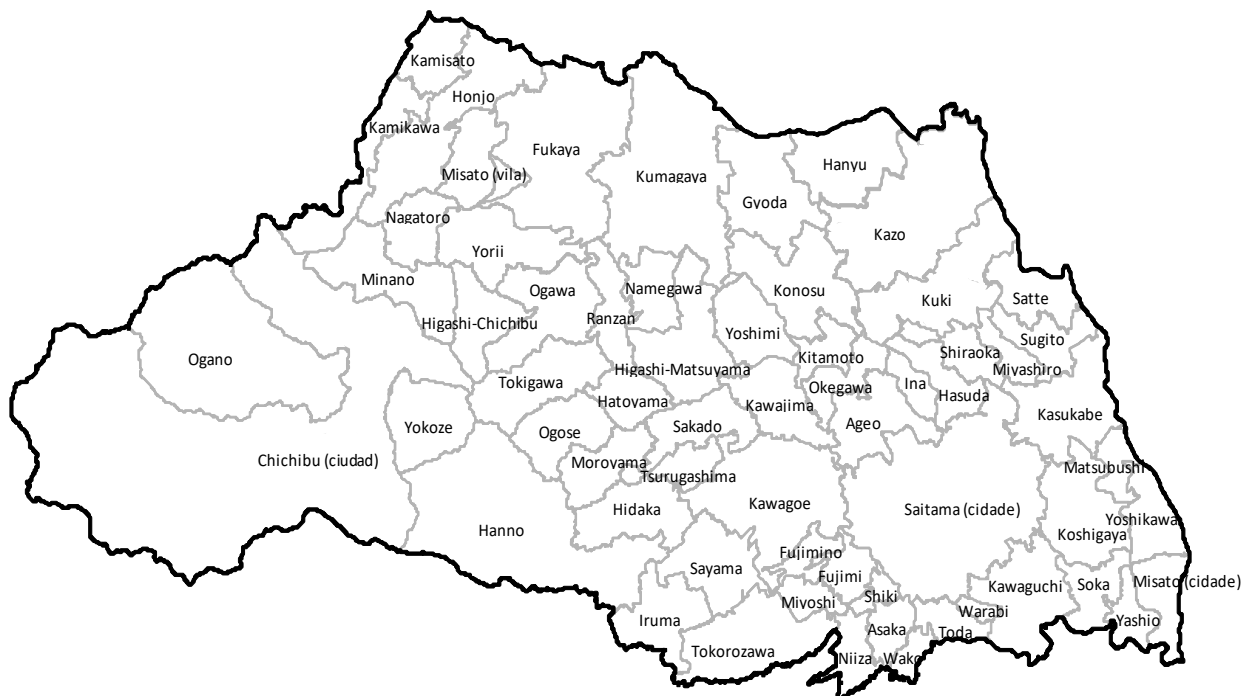 Kamisato
Honjo
Kamikawa
Fukaya
Hanyu
Misato (vila)
Kumagaya
Gyoda
Nagatoro
Kazo
Yorii
Minano
Ogawa
Namegawa
Konosu
Kuki
Satte
Higashi-Chichibu
Ranzan
Yoshimi
Sugito
Ogano
Kitamoto
Shiraoka
Miyashiro
Higashi-Matsuyama
Tokigawa
Okegawa
Ina
Hasuda
Hatoyama
Kawajima
Kasukabe
Yokoze
Ogose
Sakado
Ageo
Chichibu (ciudad)
Moroyama
Matsubushi
Tsurugashima
Kawagoe
Hidaka
Saitama (cidade)
Yoshikawa
Hanno
Koshigaya
Fujimino
Sayama
Fujimi
Kawaguchi
Soka
Misato (cidade)
Miyoshi
Shiki
Warabi
Iruma
Asaka
Toda
Yashio
Tokorozawa
Niiza
Wako